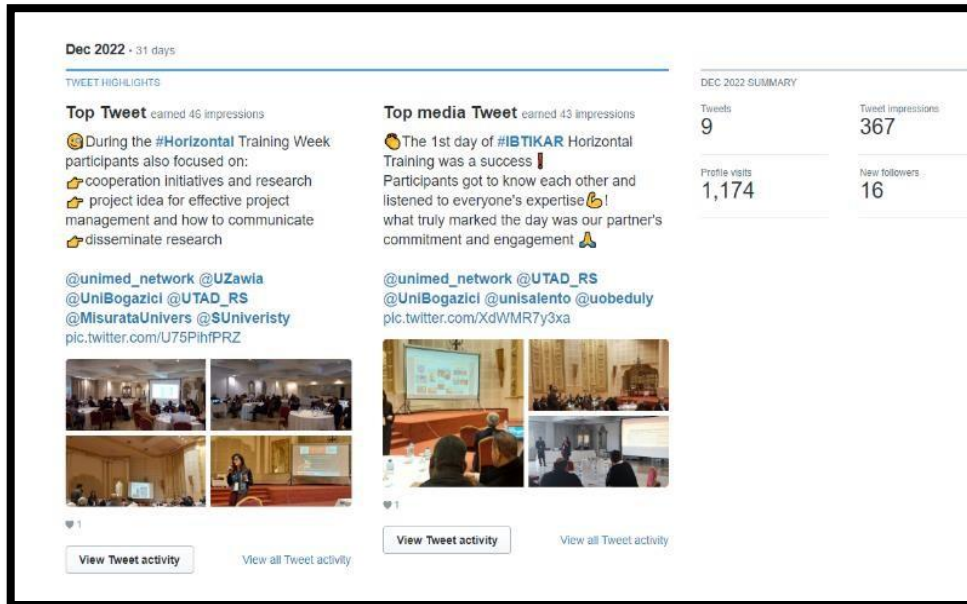 Dec 2022 · 31 days
TWEET HIGHLIGHTS
Top Tweet earned 46 impressions
🧐During the #Horizontal Training Week
participants also focused on:
👉cooperation initiatives and research
👉 project idea for effective project
management and how to communicate
👉disseminate research
@unimed_network @UZawia
@UniBogazici @UTAD_RS
@MisurataUnivers @SUniveristy
pic.twitter.com/U75PihfPRZ
1
View Tweet activity
View all Tweet activity
Top media Tweet earned 43 impressions
👏The 1st day of #IBTIKAR Horizontal
Training was a success❗
Participants got to know each other and
listened to everyone's expertise💪!
what truly marked the day was our partner's
commitment and engagement 🙏
@unimed_network @UTAD_RS
@UniBogazici @unisalento @uobeduly
pic.twitter.com/XdWMR7y3xa
1
View Tweet activity
View all Tweet activity
DEC 2022 SUMMARY
Tweets
9
Tweet impressions
367
Profile visits
1,174
New followers
16